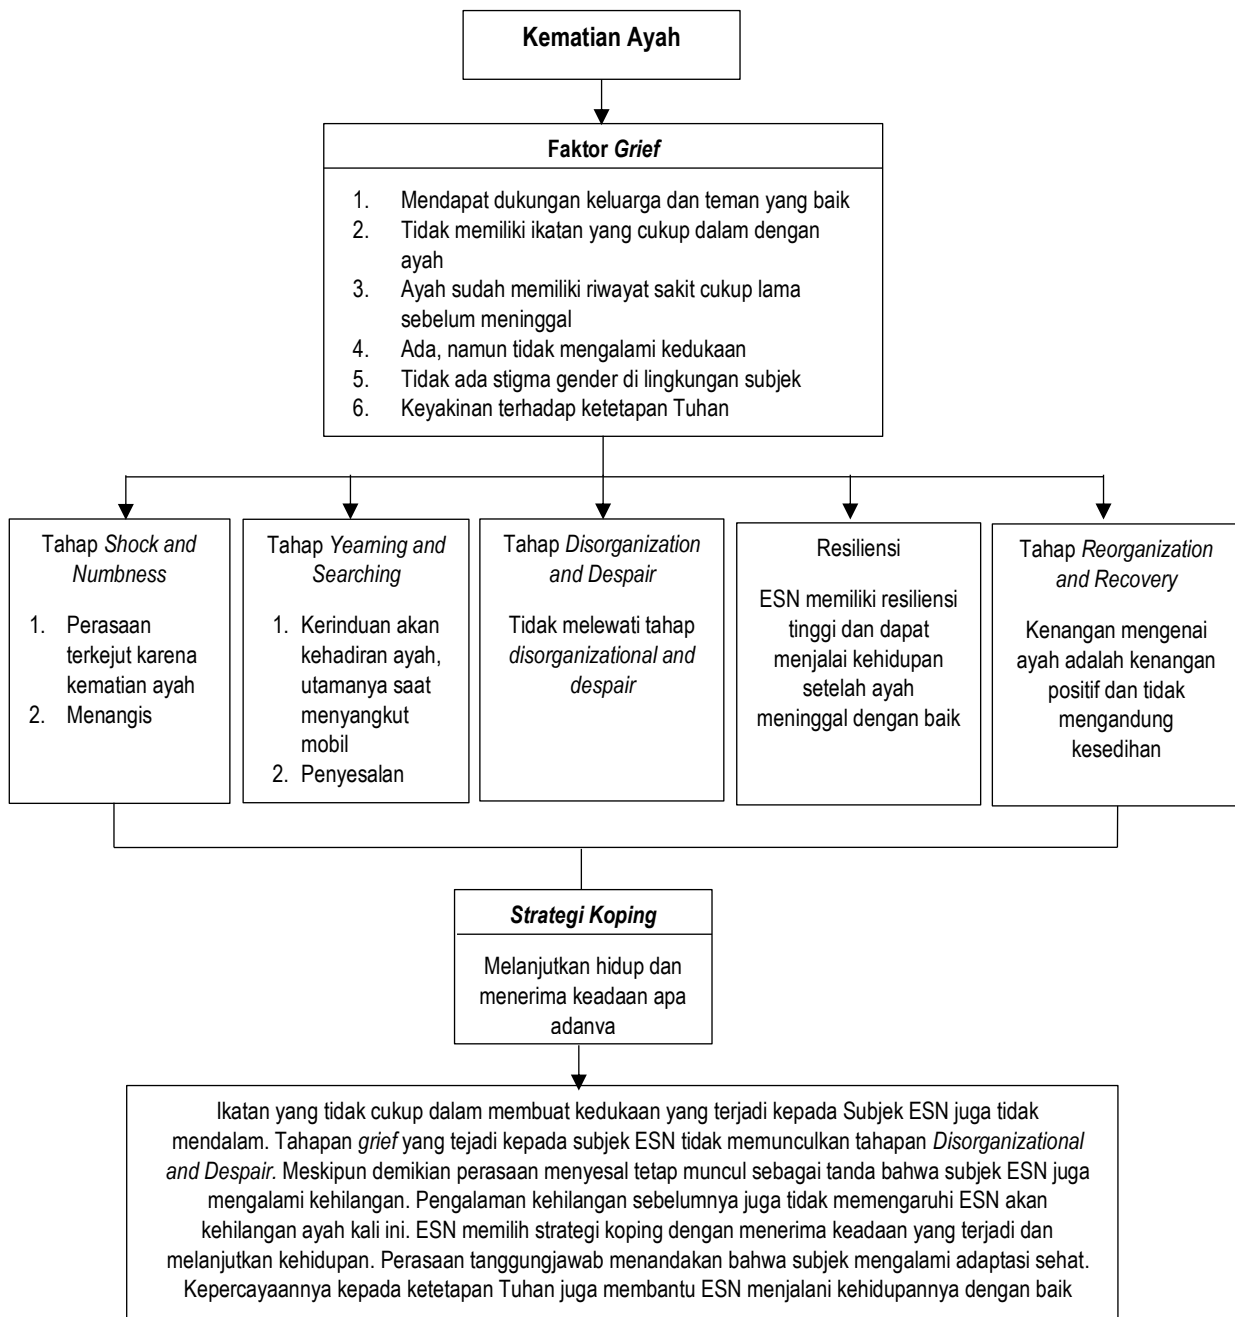 Kematian Ayah
Faktor Grief
1. Mendapat dukungan keluarga dan teman yang baik
2. Tidak memiliki ikatan yang cukup dalam dengan
ayah
3. Ayah sudah memiliki riwayat sakit cukup lama
sebelum meninggal
4. Ada, namun tidak mengalami kedukaan
5. Tidak ada stigma gender di lingkungan subjek
6. Keyakinan terhadap ketetapan Tuhan
Tahap Shock and
Numbness
1. Perasaan
terkejut karena
kematian ayah
2. Menangis
Tahap Yearning and
Searching
1. Kerinduan akan
kehadiran ayah,
utamanya saat
menyangkut
mobil
2. Penyesalan
Tahap Disorganization
and Despair
Tidak melewati tahap
disorganizational and
despair
Resiliensi
ESN memiliki resiliensi
tinggi dan dapat
menjalai kehidupan
setelah ayah
meninggal dengan baik
Tahap Reorganization
and Recovery
Kenangan mengenai
ayah adalah kenangan
positif dan tidak
mengandung
kesedihan
Strategi Koping
Melanjutkan hidup dan
menerima keadaan apa
adanya
Ikatan yang tidak cukup dalam membuat kedukaan yang terjadi kepada Subjek ESN juga tidak
mendalam. Tahapan grief yang tejadi kepada subjek ESN tidak memunculkan tahapan Disorganizational
and Despair. Meskipun demikian perasaan menyesal tetap muncul sebagai tanda bahwa subjek ESN juga
mengalami kehilangan. Pengalaman kehilangan sebelumnya juga tidak memengaruhi ESN akan
kehilangan ayah kali ini. ESN memilih strategi koping dengan menerima keadaan yang terjadi dan
melanjutkan kehidupan. Perasaan tanggungjawab menandakan bahwa subjek mengalami adaptasi sehat.
Kepercayaannya kepada ketetapan Tuhan juga membantu ESN menjalani kehidupannya dengan baik